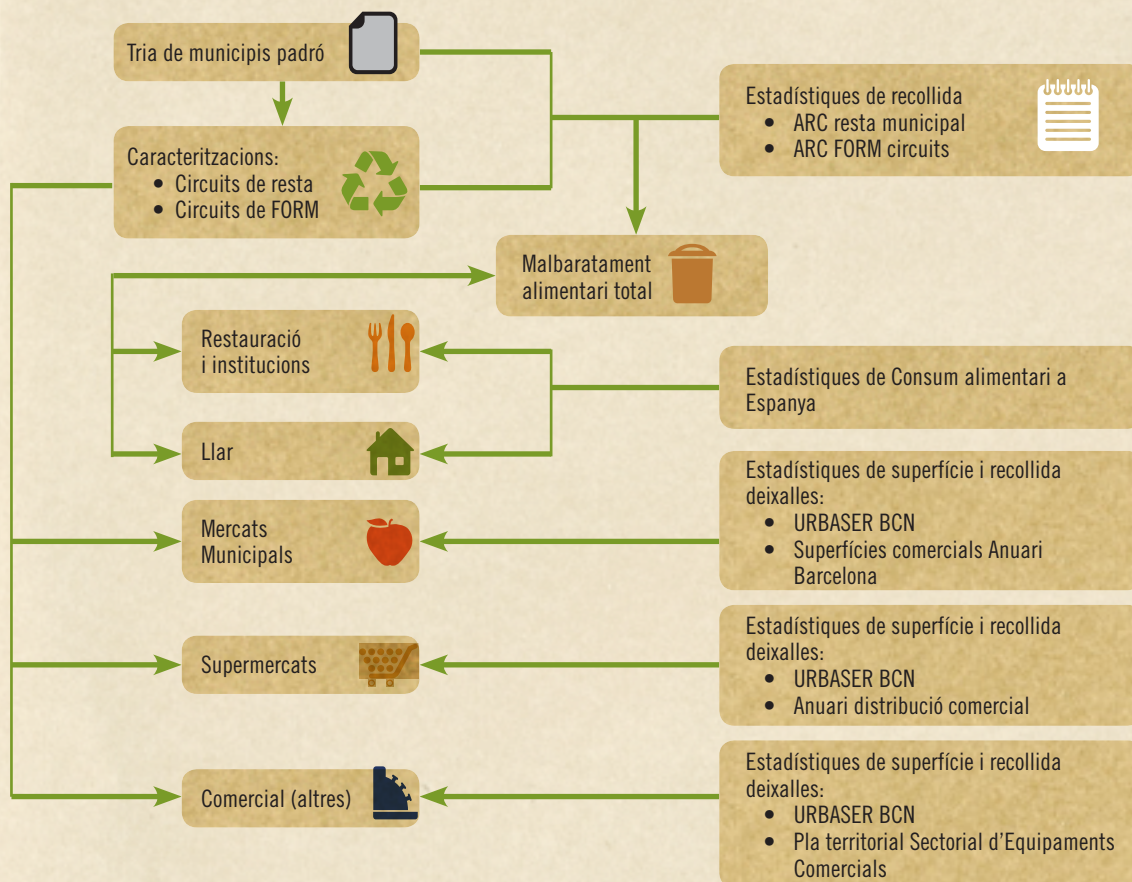 Tria de municipis padró
Caracteritzacions:
• Circuits de resta
• Circuits de FORM
Estadístiques de recollida
• ARC resta municipal
• ARC FORM circuits
Malbaratament
alimentari total
Restauració
i institucions
Llar
Estadístiques de Consum alimentari a
Espanya
Mercats
Municipals
Estadístiques de superfície i recollida
deixalles:
• URBASER BCN
• Superfícies comercials Anuari
Barcelona
Supermercats
Estadístiques de superfície i recollida
deixalles:
• URBASER BCN
• Anuari distribució comercial
Comercial (altres)
Estadístiques de superfície i recollida
deixalles:
• URBASER BCN
• Pla territorial Sectorial d'Equipaments
Comercials